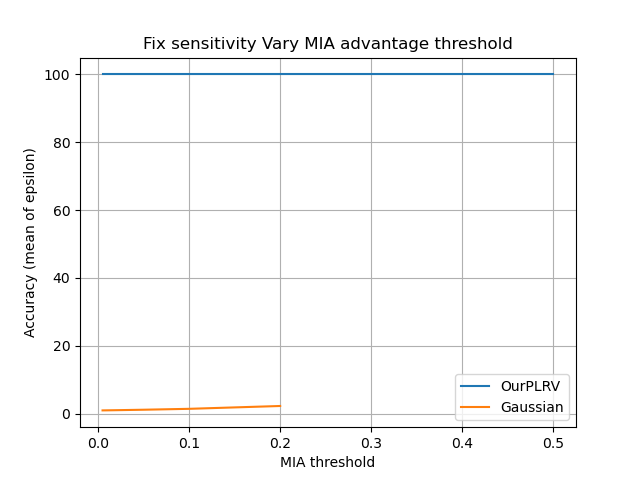 Fix sensitivity Vary MIA advantage threshold
Accuracy (mean of epsilon)
100
80
60
40
20
0
0.0 0.1 0.2 0.3 0.4 0.5
MIA threshold
OurPLRV
Gaussian